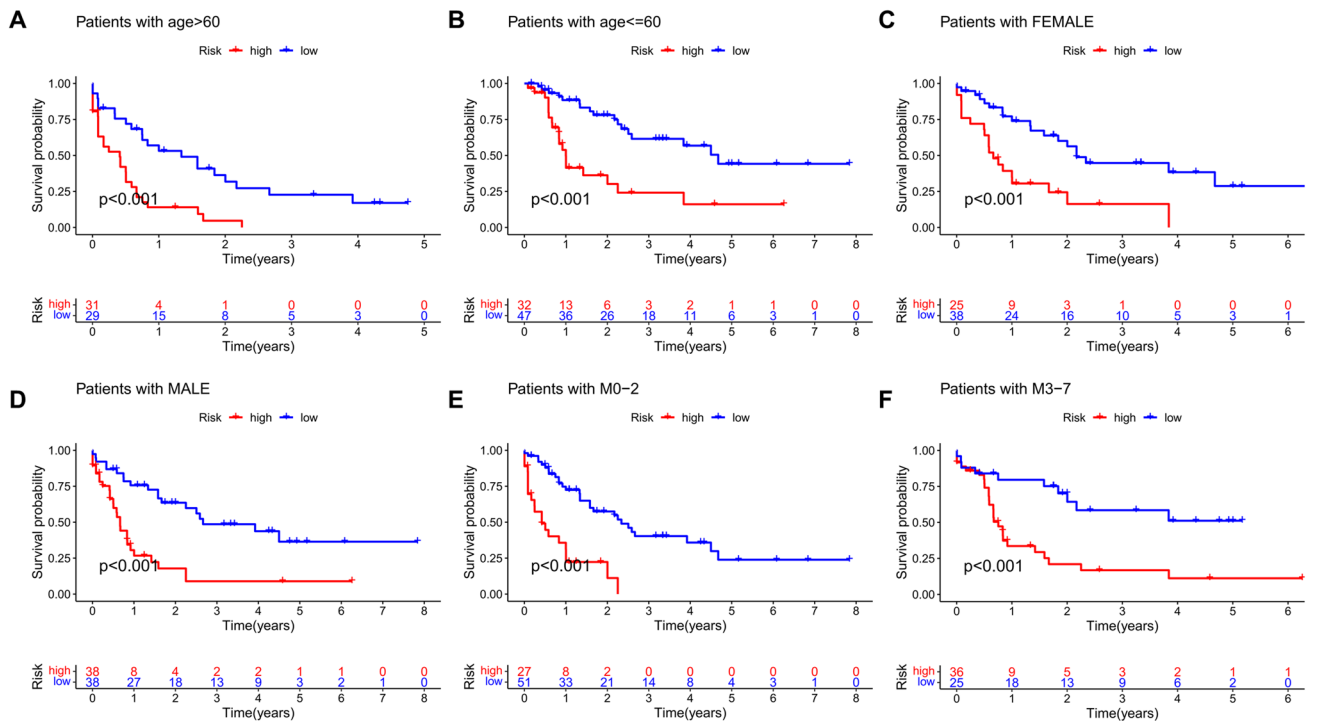 A
Patients with age>60
Risk high low
Survival probability
1.00
0.75
0.50
0.25
0.00
p<0.001
0 1 2 3 4 5
Time(years)
Risk
high 31 4 1 0 0 0
low 29 15 8 5 3 0
0 1 2 3 4 5
Time(years)
B
Patients with age<=60
Risk high low
Survival probability
1.00
0.75
0.50
0.25
0.00
p<0.001
0 1 2 3 4 5 6 7 8
Time(years)
Risk
high 32 13 6 3 2 1 1 0 0
low 47 36 26 18 11 6 3 1 0
0 1 2 3 4 5 6 7 8
Time(years)
C
Patients with FEMALE
Risk high low
Survival probability
1.00
0.75
0.50
0.25
0.00
p<0.001
0 1 2 3 4 5 6
Time(years)
Risk
high 25 9 3 1 0 0 0
low 38 24 16 10 5 3 1
0 1 2 3 4 5 6
Time(years)
D
Patients with MALE
Risk high low
Survival probability
1.00
0.75
0.50
0.25
0.00
p<0.001
0 1 2 3 4 5 6 7 8
Time(years)
Risk
high 38 8 4 2 2 1 1 0 0
low 38 27 18 13 9 3 2 1 0
0 1 2 3 4 5 6 7 8
Time(years)
E
Patients with M0−2
Risk high low
Survival probability
1.00
0.75
0.50
0.25
0.00
p<0.001
0 1 2 3 4 5 6 7 8
Time(years)
Risk
high 27 8 2 0 0 0 0 0 0
low 51 33 21 14 8 4 3 1 0
0 1 2 3 4 5 6 7 8
Time(years)
F
Patients with M3−7
Risk high low
Survival probability
1.00
0.75
0.50
0.25
0.00
p<0.001
0 1 2 3 4 5 6
Time(years)
Risk
high 36 9 5 3 2 1 1
low 25 18 13 9 6 2 0
0 1 2 3 4 5 6
Time(years)